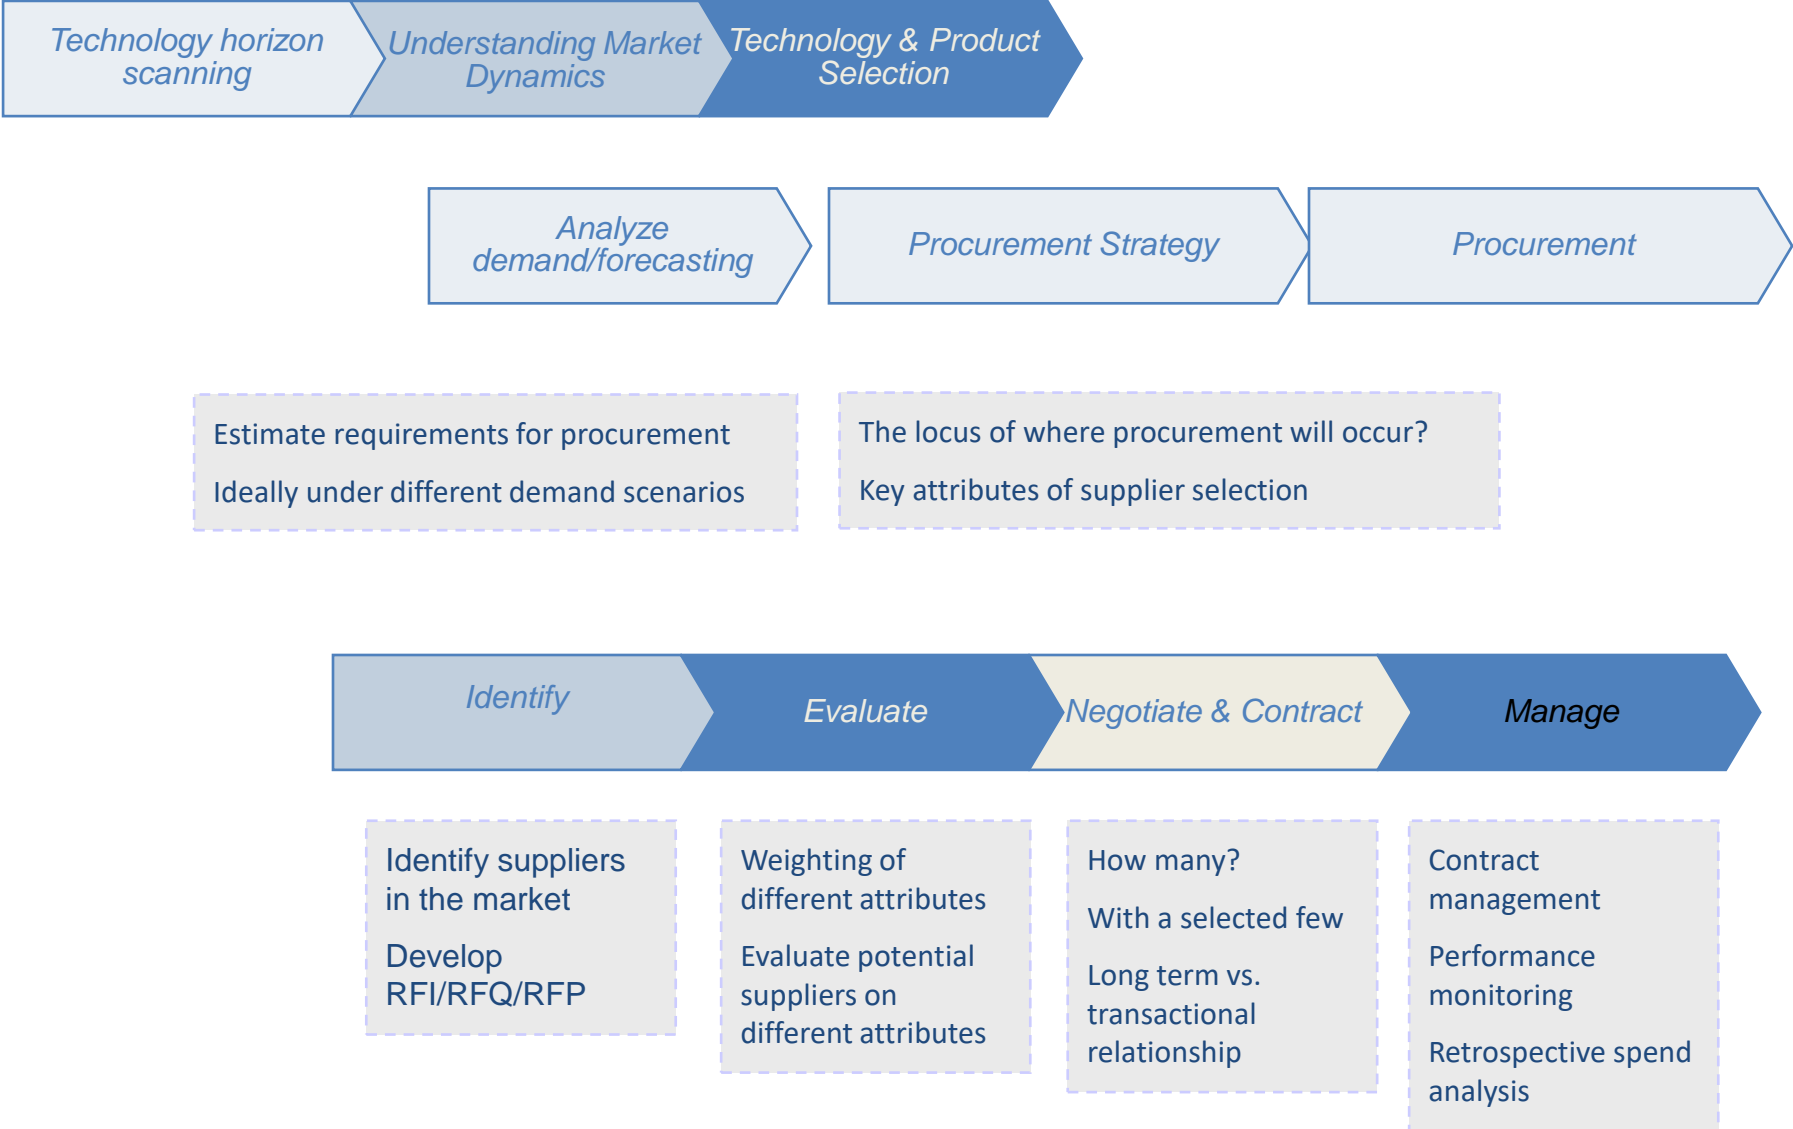 Technology horizon
scanning
Understanding Market
Dynamics
Technology & Product
Selection
Analyze
demand/forecasting
Procurement Strategy
Procurement
Estimate requirements for procurement
Ideally under different demand scenarios
The locus of where procurement will occur?
Key attributes of supplier selection
Identify
Evaluate
Negotiate & Contract
Manage
Identify suppliers
in the market
Develop
RFI/RFQ/RFP
Weighting of
different attributes
Evaluate potential
suppliers on
different attributes
How many?
With a selected few
Long term vs.
transactional
relationship
Contract
management
Performance
monitoring
Retrospective spend
analysis